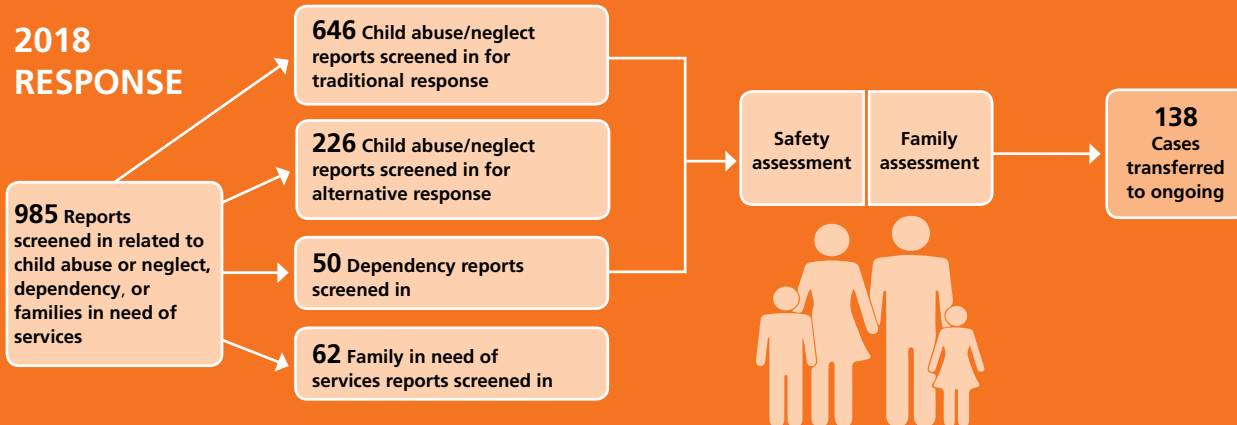 2018
RESPONSE
985 Reports
screened in related to
child abuse or neglect,
dependency, or
families in need of
services
646 Child abuse/neglect
reports screened in for
traditional response
226 Child abuse/neglect
reports screened in for
alternative response
50 Dependency reports
screened in
62 Family in need of
services reports screened in
Safety
assessment
Family
assessment
138
Cases
transferred
to ongoing